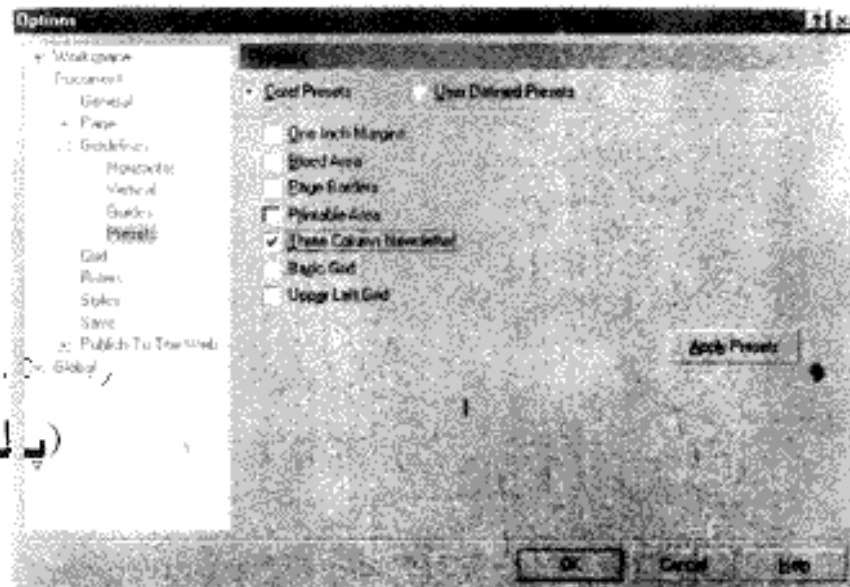 Options
Workspace
Document
General
Page
Guidelines
Horizontal
Vertical
Guides
Presets
Grid
Rulers
Styles
Save
Publish To The Web
Global
Presets
Corel Presets
User Defined Presets
One Inch Margins
Bleed Area
Page Borders
Printable Area
Three Column Newsletter
Basic Grid
Upper Left Grid
Apply Presets
OK
Cancel
Help